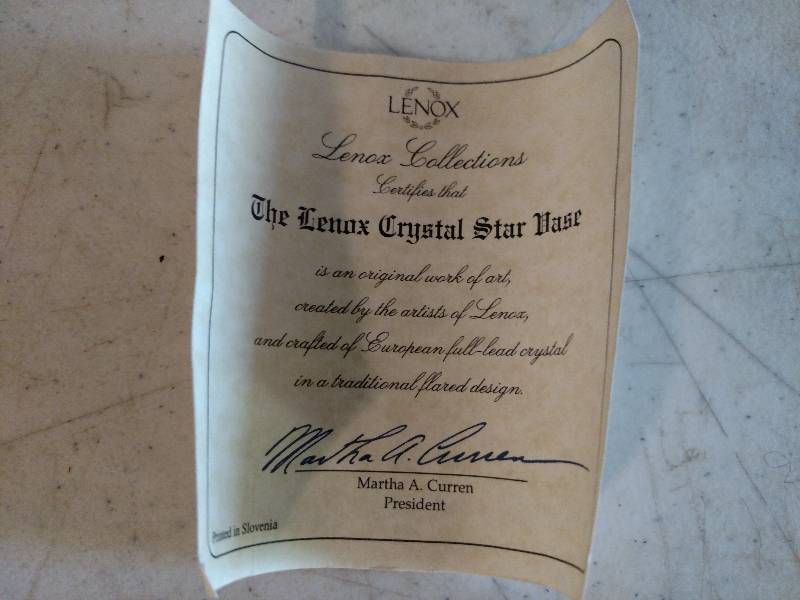 LENOX
Lenox Collections
Certifies that
The Lenox Crystal Star Vase
is an original work of art,
created by the artists of Lenox,
and crafted of European full-lead crystal
in a traditional flared design.
Martha A. Curren
Martha A. Curren
President
Printed in Slovenia